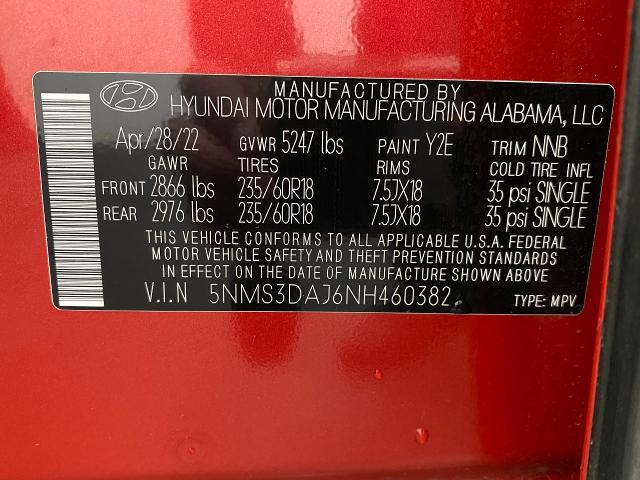 MANUFACTURED BY
HYUNDAI MOTOR MANUFACTURING ALABAMA, LLC
Apr/28/22 GVWR 5247 lbs PAINT Y2E TRIM NNB
GAWR TIRES RIMS COLD TIRE INFL
FRONT 2866 lbs 235/60R18 7.5JX18 35 psi SINGLE
REAR 2976 lbs 235/60R18 7.5JX18 35 psi SINGLE
THIS VEHICLE CONFORMS TO ALL APPLICABLE U.S.A. FEDERAL
MOTOR VEHICLE SAFETY AND THEFT PREVENTION STANDARDS
IN EFFECT ON THE DATE OF MANUFACTURE SHOWN ABOVE.
V.I.N 5NMS3DAJ6NH460382 TYPE: MPV